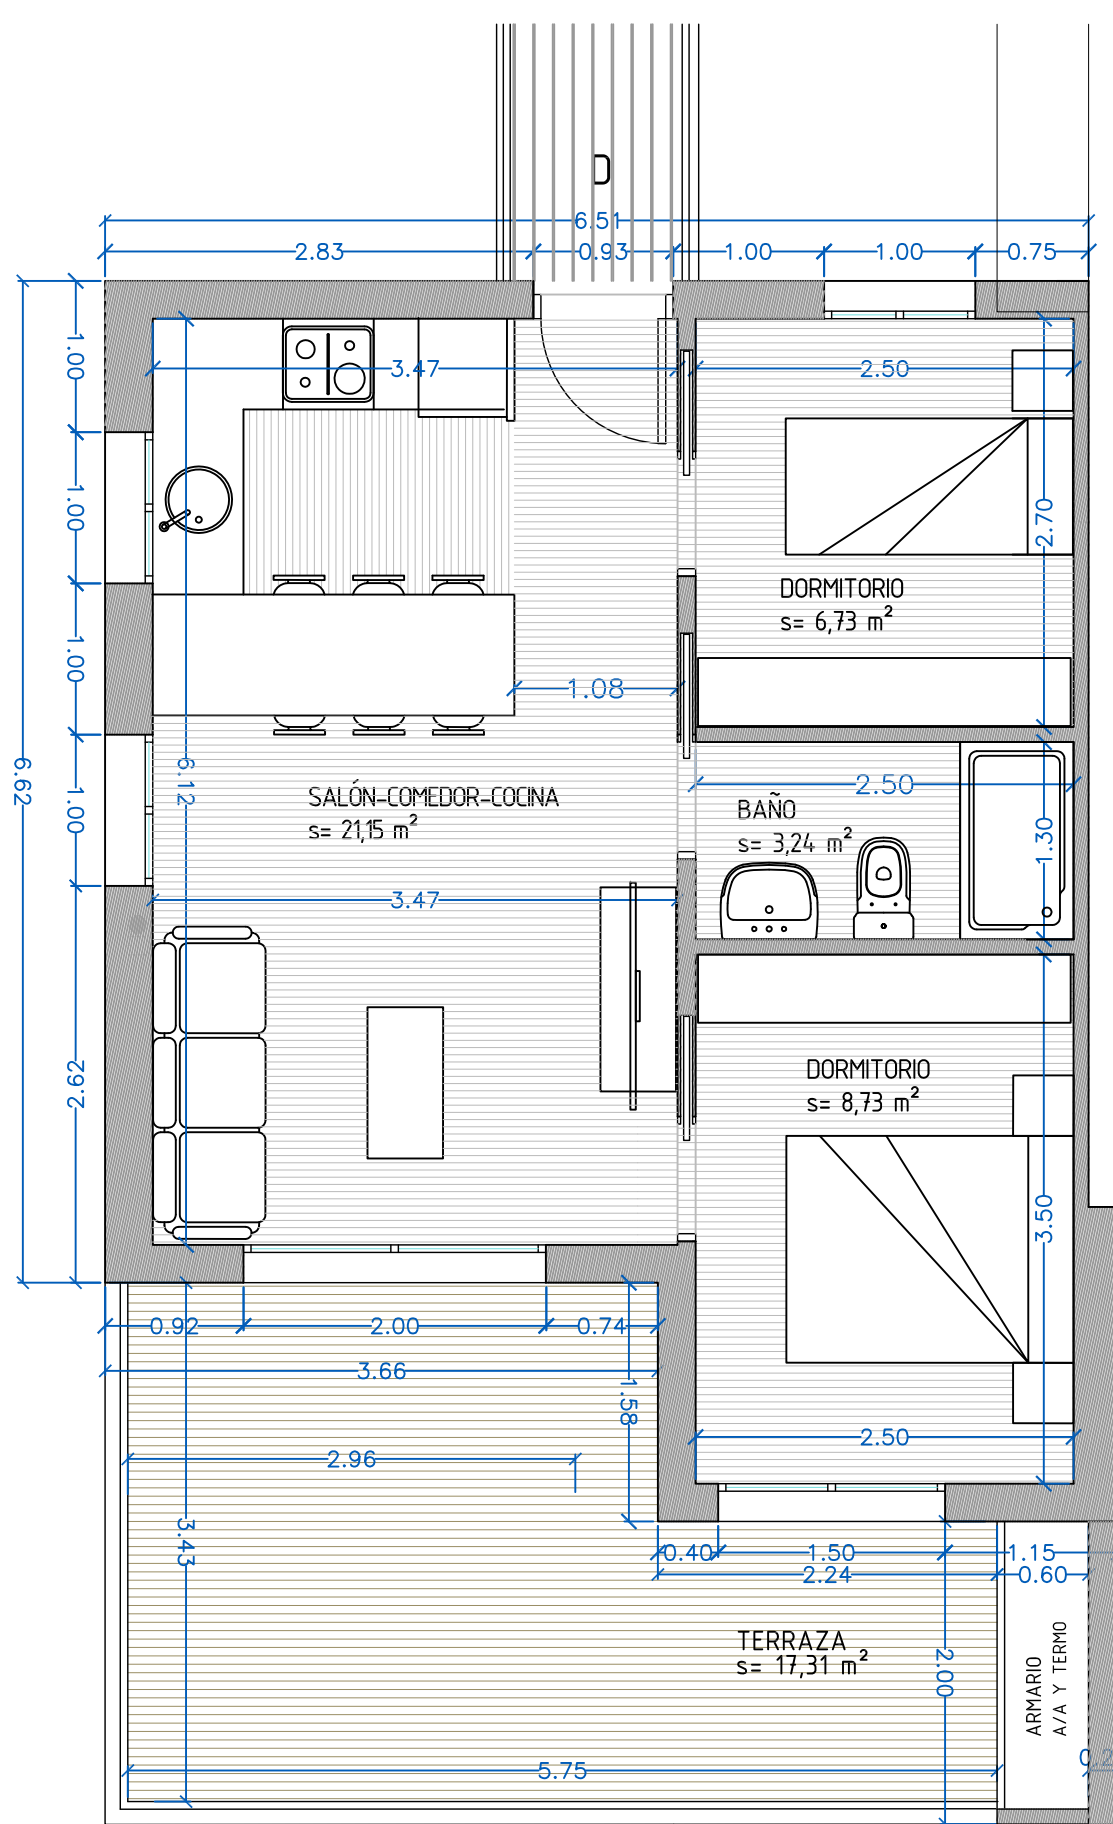 D
6.51
2.83
0.93
1.00
1.00
0.75
1.00
3.47
2.50
1.00
2.70
DORMITORIO
s= 6,73 m²
1.00
1.08
6.62
6.12
1.00
SALÓN-COMEDOR-COCINA
s= 21,15 m²
2.50
BAÑO
s= 3,24 m²
1.30
3.47
2.62
DORMITORIO
s= 8,73 m²
3.50
0.92
2.00
0.74
3.66
1.58
2.50
2.96
3.43
0.40
1.50
1.15
2.24
0.60
TERRAZA
s= 17,31 m²
2.00
ARMARIO
A/A Y TERMO
5.75